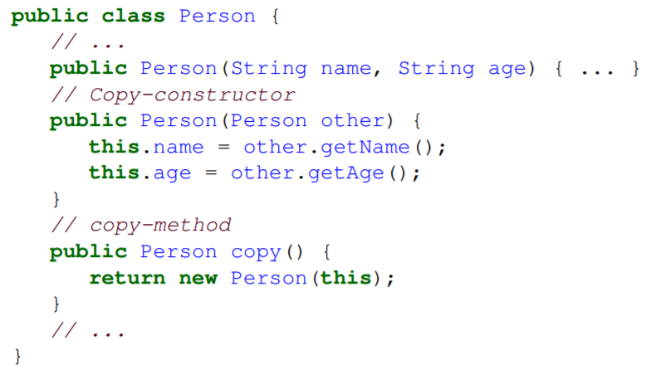 public class Person {
// ...
public Person(String name, String age) { ... }
// Copy-constructor
public Person(Person other) {
this.name = other.getName();
this.age = other.getAge();
}
// copy-method
public Person copy() {
return new Person(this);
}
// ...
}